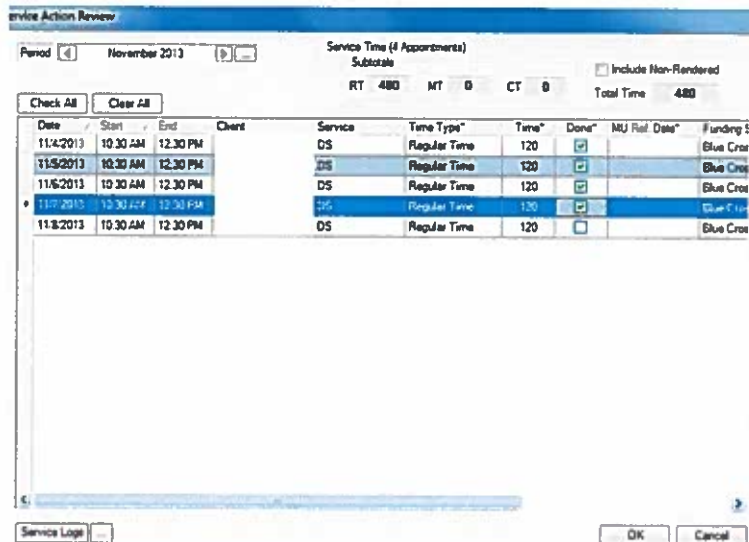 ervice Action Review
Period November 2013 ... Service Time (4 Appointments)
Subtotals
Include Non-Rendered
RT 480 MT 0 CT 0 Total Time 480
Check All Clear All
Date Start End Client Service Time Type* Time* Done* MU Ref. Date* Funding S
11/4/2013 10:30 AM 12:30 PM DS Regular Time 120 Blue Cros
11/5/2013 10:30 AM 12:30 PM DS Regular Time 120 Blue Cros
11/6/2013 10:30 AM 12:30 PM DS Regular Time 120 Blue Cros
11/7/2013 10:30 AM 12:30 PM DS Regular Time 120 Blue Cros
11/8/2013 10:30 AM 12:30 PM DS Regular Time 120 Blue Cros
Service Logs ... OK Cancel